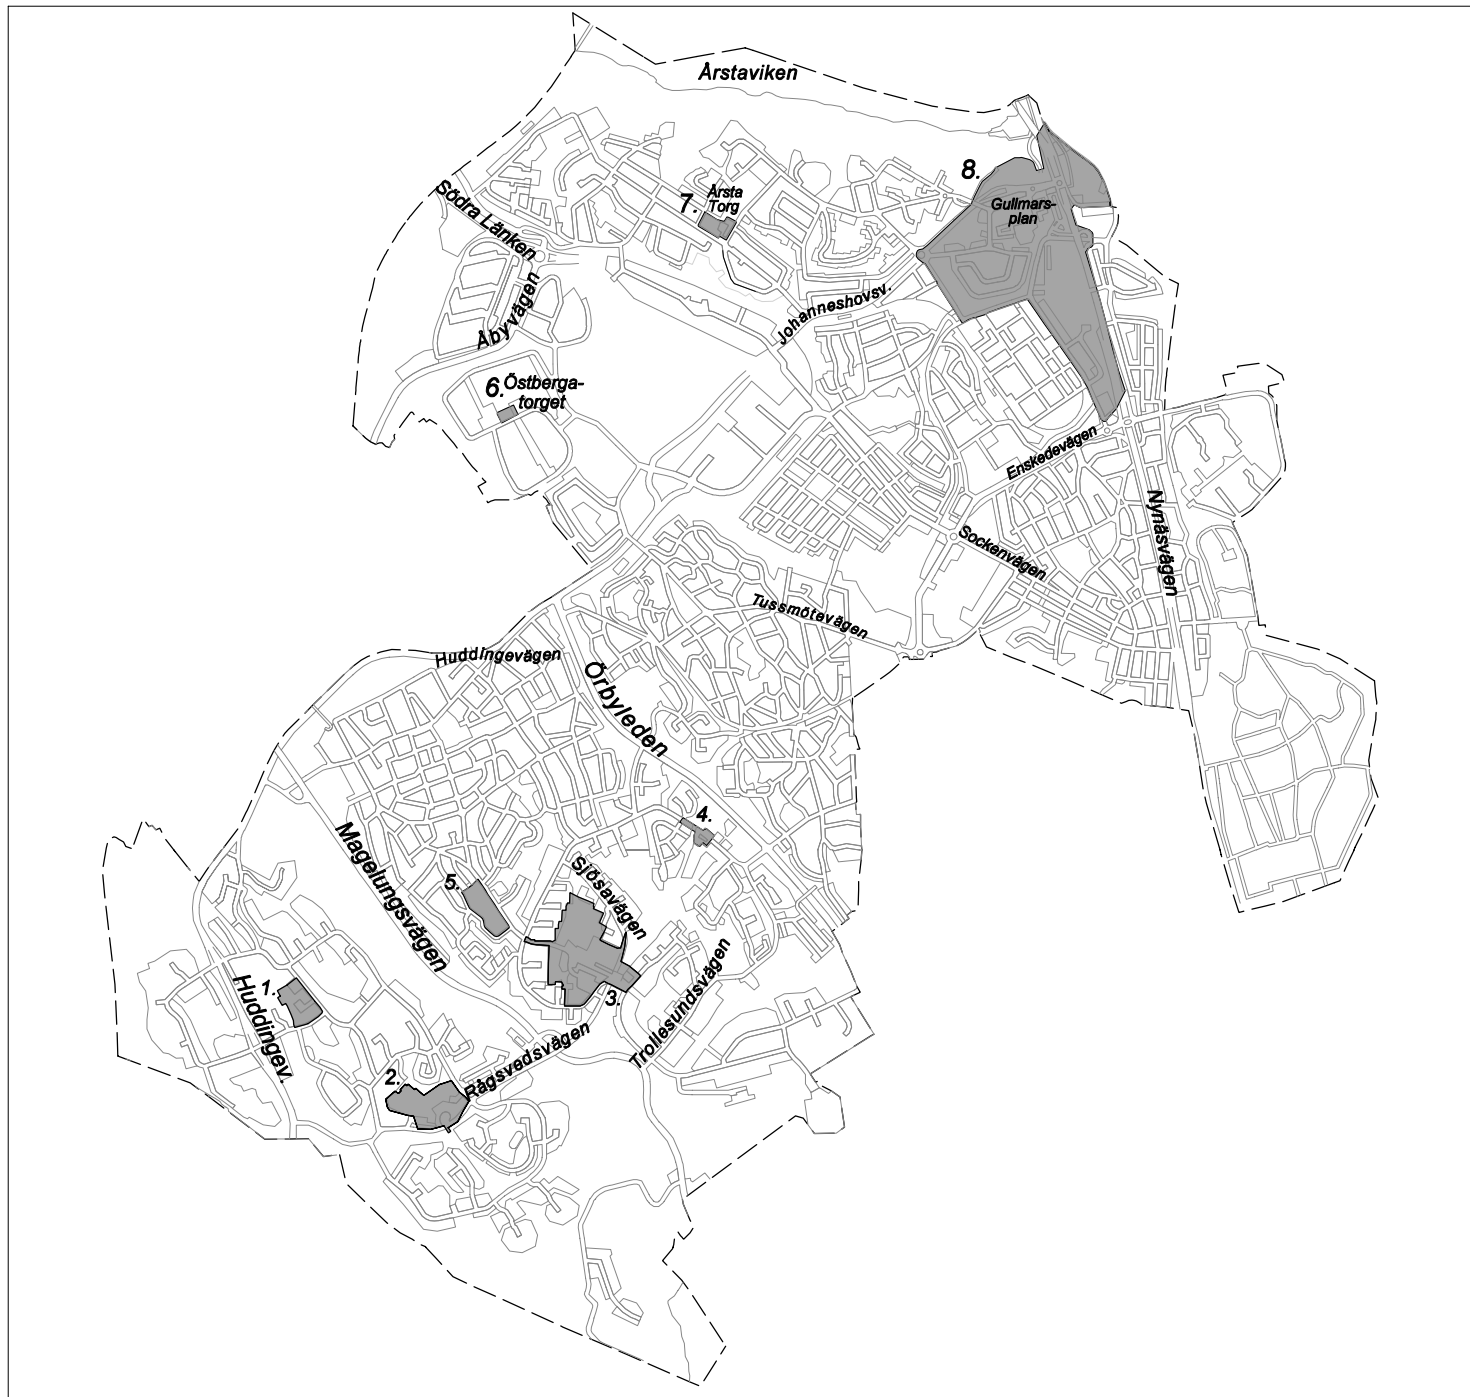 Årstaviken
8.
Gullmars-
plan
Södra Länken
7.
Årsta
Torg
Åbyvägen
Johanneshovsv.
6.
Östberga-
torget
Enskedevägen
Nynäsvägen
Sockenvägen
Tussmötevägen
Huddingevägen
Örbyleden
4.
Magelungsvägen
5.
Sjösavägen
Trollesundsvägen
Huddingev.
1.
3.
Rågsvedsvägen
2.